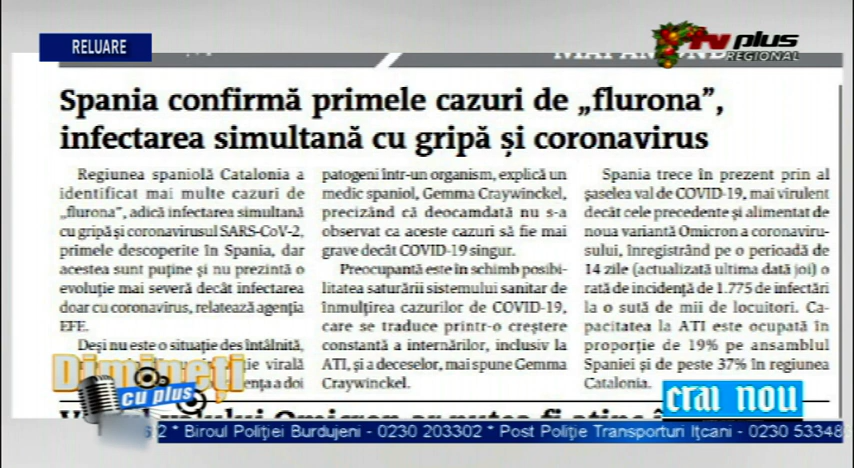 RELUARE
tv plus
REGIONAL
Spania confirmă primele cazuri de „flurona”,
infectarea simultană cu gripă și coronavirus
Regiunea spaniolă Catalonia a
identificat mai multe cazuri de
„flurona”, adică infectarea simultană
cu gripă și coronavirusul SARS-CoV-2,
primele descoperite în Spania, dar
acestea sunt puține și nu prezintă o
evoluție mai severă decât infectarea
doar cu coronavirus, relatează agenția
EFE.
Deși nu este o situație des întâlnită,
ție virală
ența a doi
patogeni într-un organism, explică un
medic spaniol, Gemma Craywinckel,
precizând că deocamdată nu s-a
observat ca aceste cazuri să fie mai
grave decât COVID-19 singur.
Preocupantă este în schimb posibi-
litatea saturării sistemului sanitar de
înmulțirea cazurilor de COVID-19,
care se traduce printr-o creștere
constantă a internărilor, inclusiv la
ATI, și a deceselor, mai spune Gemma
Craywinckel.
Spania trece în prezent prin al
șaselea val de COVID-19, mai virulent
decât cele precedente și alimentat de
noua variantă Omicron a coronaviru-
sului, înregistrând pe o perioadă de
14 zile (actualizată ultima dată joi) o
rată de incidență de 1.775 de infectări
la o sută de mii de locuitori. Ca-
pacitatea la ATI este ocupată în
proporție de 19% pe ansamblul
Spaniei și de peste 37% în regiunea
Catalonia.
Dimineți
cu plus
crai nou
2 * Biroul Poliției Burdujeni - 0230 203302 * Post Poliție Transporturi Ițcani - 0230 53348